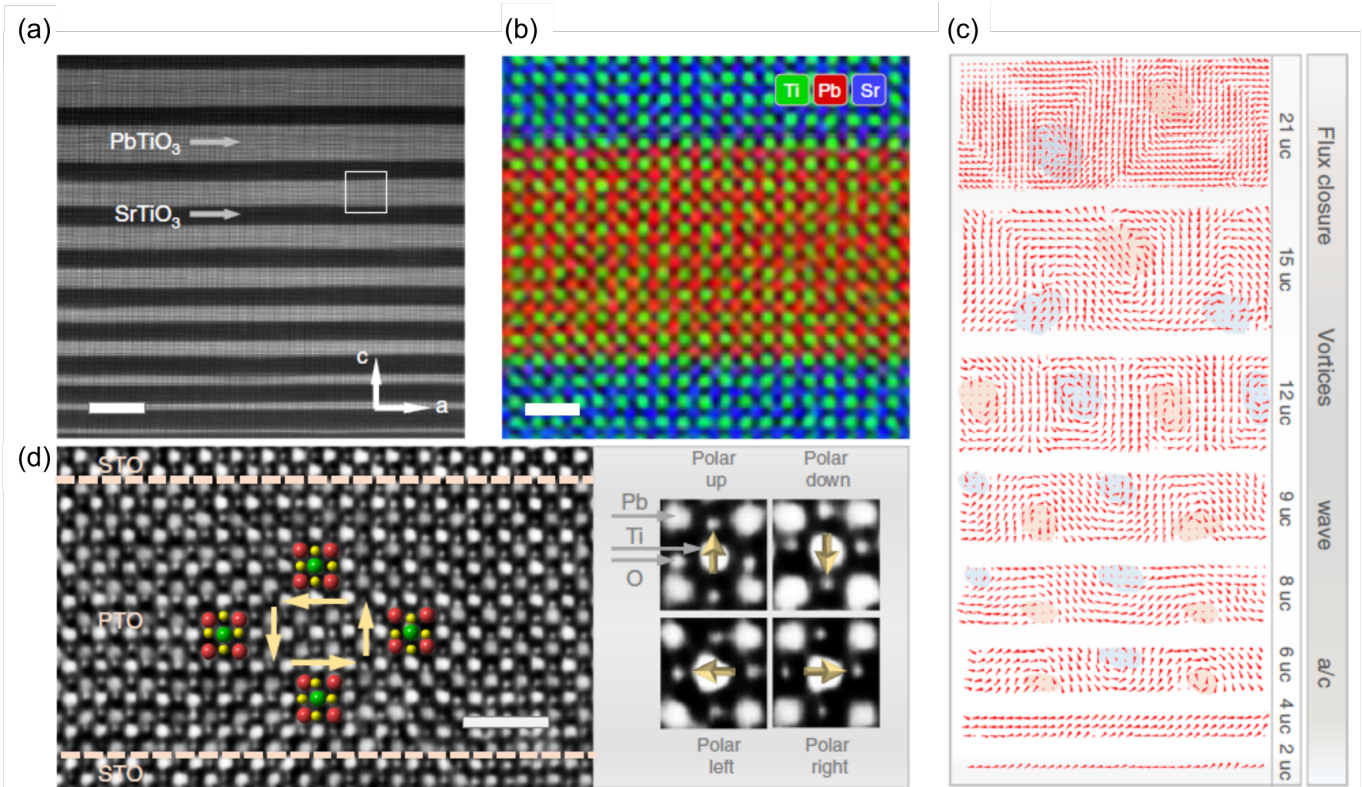 (a)
PbTiO₃
SrTiO₃
c
a
(b)
Ti Pb Sr
(c)
21 uc
15 uc
12 uc
9 uc
8 uc
6 uc
4 uc
2 uc
Flux closure
Vortices
wave
a/c
(d)
STO
PTO
STO
Pb
Ti
O
Polar
up
Polar
down
Polar
left
Polar
right